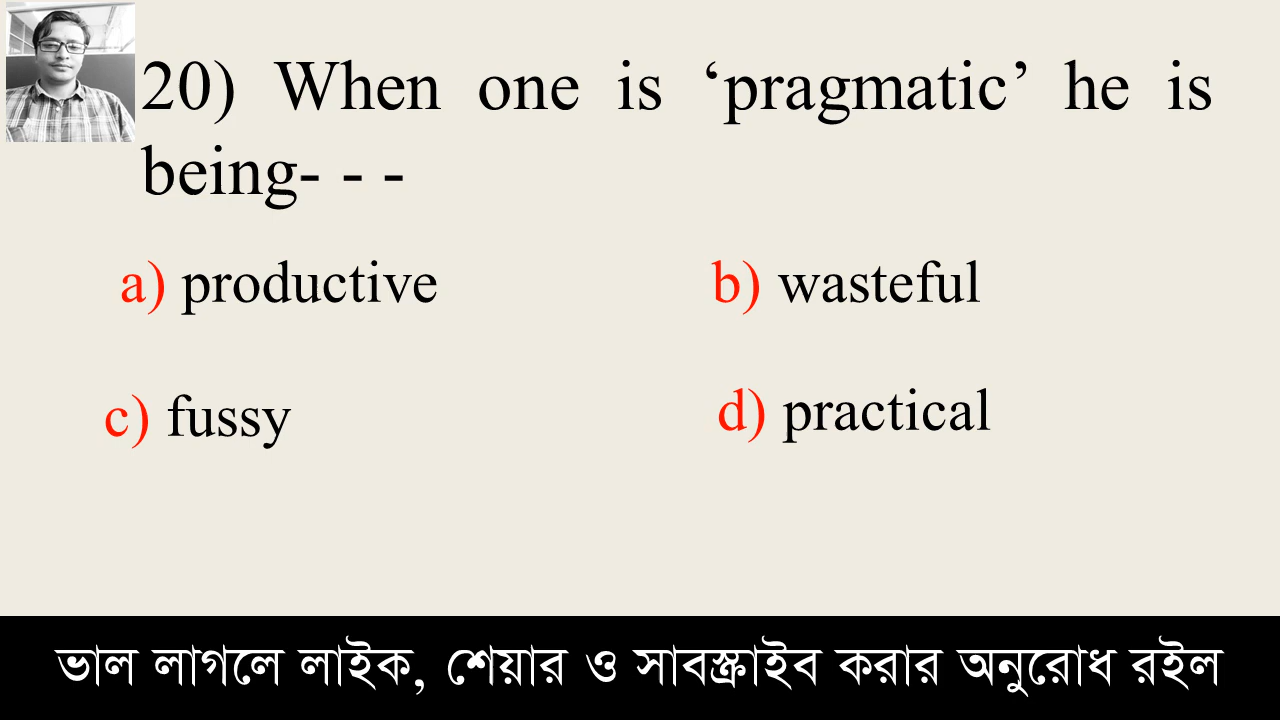 20) When one is ‘pragmatic’ he is
being- - -
a) productive b) wasteful
c) fussy d) practical
ভাল লাগলে লাইক, শেয়ার ও সাবস্ক্রাইব করার অনুরোধ রইল